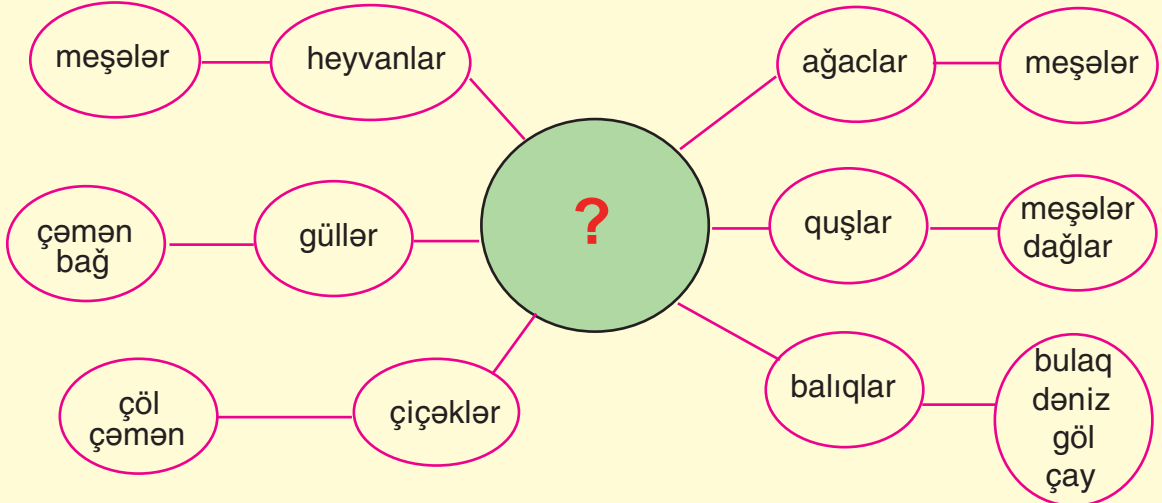 meşələr
heyvanlar
ağaclar
meşələr
çəmən
bağ
güllər
?
quşlar
meşələr
dağlar
çöl
çəmən
çiçəklər
balıqlar
bulaq
dəniz
göl
çay